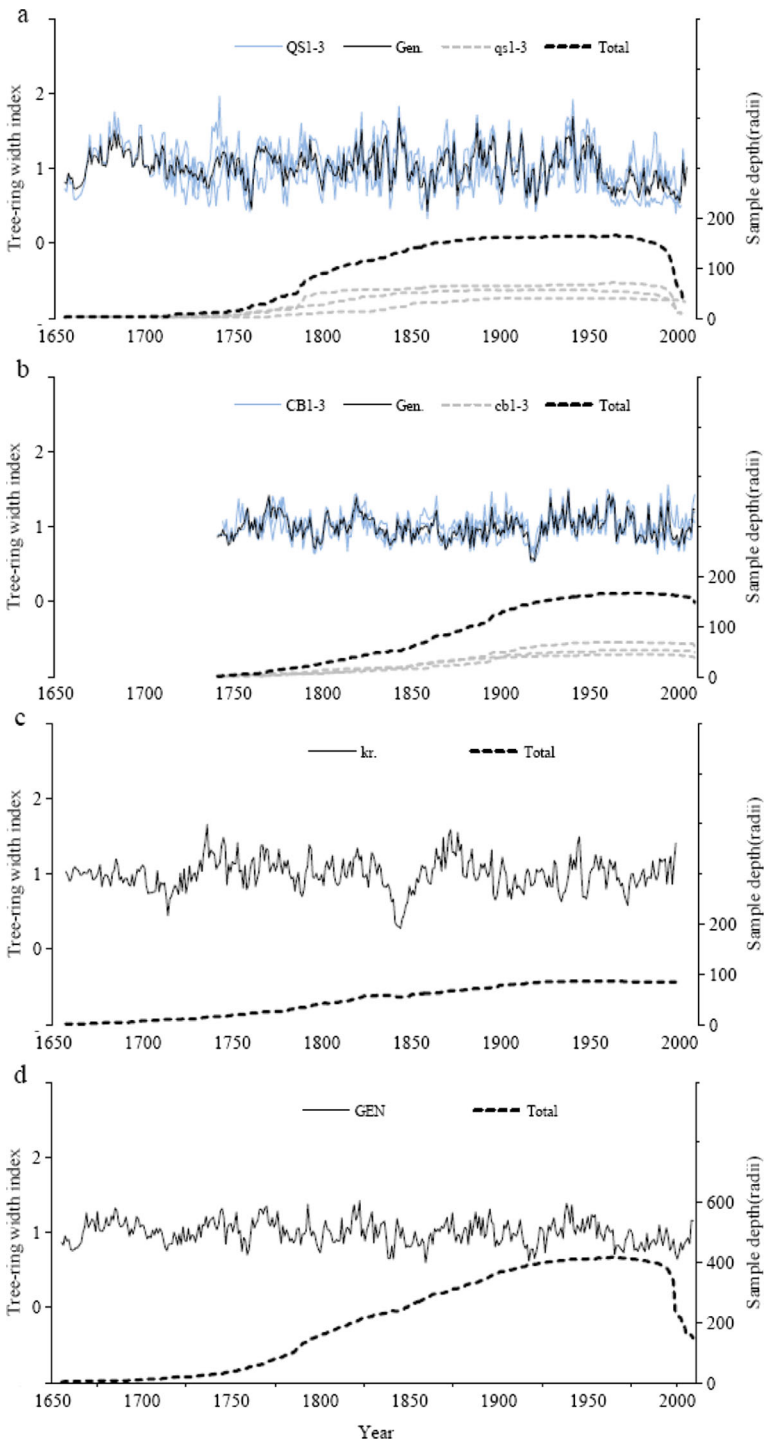 a
QS1-3 Gen. qs1-3 Total
Tree-ring width index
2
1
0
-
Sample depth(radii)
200
100
0
1650 1700 1750 1800 1850 1900 1950 2000
b
CB1-3 Gen. cb1-3 Total
Tree-ring width index
2
1
0
Sample depth(radii)
200
100
0
1650 1700 1750 1800 1850 1900 1950 2000
c
kr. Total
Tree-ring width index
2
1
0
-
Sample depth(radii)
200
100
0
1650 1700 1750 1800 1850 1900 1950 2000
d
GEN Total
Tree-ring width index
2
1
0
Sample depth(radii)
600
400
200
0
1650 1700 1750 1800 1850 1900 1950 2000
Year